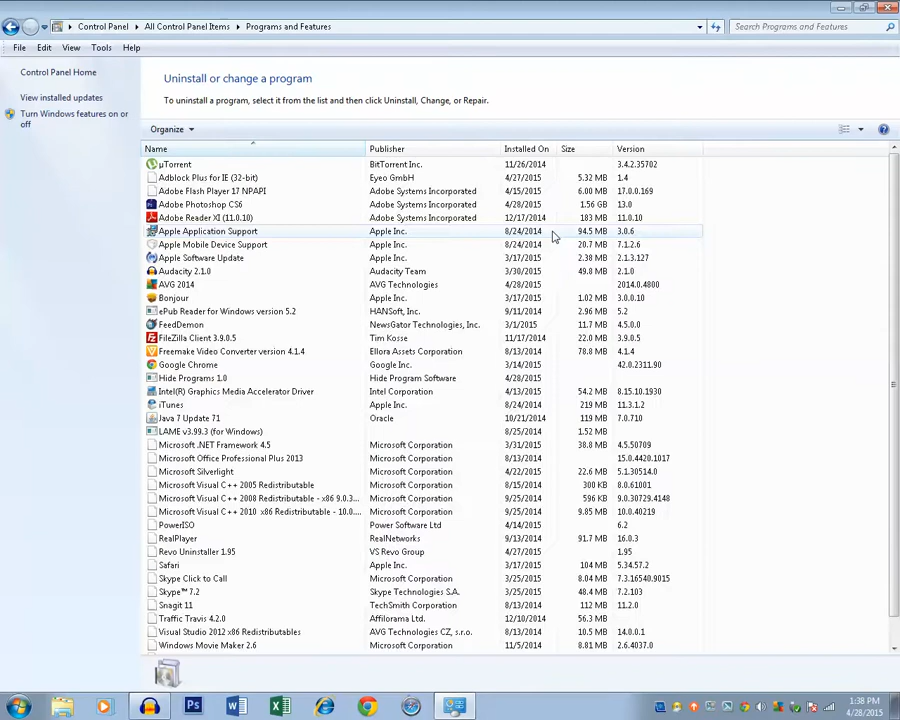 Control Panel ▸ All Control Panel Items ▸ Programs and Features
Search Programs and Features
File Edit View Tools Help
Control Panel Home
View installed updates
Turn Windows features on or off
Uninstall or change a program
To uninstall a program, select it from the list and then click Uninstall, Change, or Repair.
Organize
Name Publisher Installed On Size Version
µTorrent BitTorrent Inc. 11/26/2014 3.4.2.35702
Adblock Plus for IE (32-bit) Eyeo GmbH 4/27/2015 5.32 MB 1.4
Adobe Flash Player 17 NPAPI Adobe Systems Incorporated 4/15/2015 6.00 MB 17.0.0.169
Adobe Photoshop CS6 Adobe Systems Incorporated 8/13/2014 1.56 GB 13.0
Adobe Reader XI (11.0.10) Adobe Systems Incorporated 12/17/2014 183 MB 11.0.10
Apple Application Support Apple Inc. 8/24/2014 94.5 MB 3.0.6
Apple Mobile Device Support Apple Inc. 8/24/2014 20.7 MB 7.1.2.6
Apple Software Update Apple Inc. 3/17/2015 2.38 MB 2.1.3.127
Audacity 2.1.0 Audacity Team 3/30/2015 49.8 MB 2.1.0
AVG 2014 AVG Technologies 4/28/2015 2014.0.4800
Bonjour Apple Inc. 3/17/2015 1.02 MB 3.0.0.10
ePub Reader for Windows version 5.2 HANSoft, Inc. 9/11/2014 2.96 MB 5.2
FeedDemon NewsGator Technologies, Inc. 3/1/2015 11.7 MB 4.5.0.0
FileZilla Client 3.9.0.5 Tim Kosse 11/17/2014 22.0 MB 3.9.0.5
Freemake Video Converter version 4.1.4 Ellora Assets Corporation 8/13/2014 78.8 MB 4.1.4
Google Chrome Google Inc. 3/14/2015 42.0.2311.90
Hide Programs 1.0 Hide Program Software 4/28/2015
Intel(R) Graphics Media Accelerator Driver Intel Corporation 4/13/2015 54.2 MB 8.15.10.1930
iTunes Apple Inc. 8/24/2014 219 MB 11.3.1.2
Java 7 Update 71 Oracle 10/21/2014 119 MB 7.0.710
LAME v3.99.3 (for Windows) 8/25/2014 1.52 MB
Microsoft .NET Framework 4.5 Microsoft Corporation 3/31/2015 38.8 MB 4.5.50709
Microsoft Office Professional Plus 2013 Microsoft Corporation 15.0.4420.1017
Microsoft Silverlight Microsoft Corporation 4/22/2015 22.6 MB 5.1.30514.0
Microsoft Visual C++ 2005 Redistributable Microsoft Corporation 8/15/2014 300 KB 8.0.61001
Microsoft Visual C++ 2008 Redistributable - x86 9.0.3... Microsoft Corporation 9/25/2014 596 KB 9.0.30729.4148
Microsoft Visual C++ 2010 x86 Redistributable - 10.0.... Microsoft Corporation 9/25/2014 9.85 MB 10.0.40219
PowerISO Power Software Ltd 4/14/2015 6.2
RealPlayer RealNetworks 9/13/2014 91.7 MB 16.0.3
Revo Uninstaller 1.95 VS Revo Group 4/27/2015 1.95
Safari Apple Inc. 3/17/2015 104 MB 5.34.57.2
Skype Click to Call Microsoft Corporation 3/25/2015 8.04 MB 7.3.16540.9015
Skype™ 7.2 Skype Technologies S.A. 3/25/2015 48.4 MB 7.2.103
Snagit 11 TechSmith Corporation 8/13/2014 112 MB 11.2.0
Traffic Travis 4.2.0 Affilorama Ltd. 12/10/2014 56.3 MB
Visual Studio 2012 x86 Redistributables AVG Technologies CZ, s.r.o. 8/13/2014 10.5 MB 14.0.0.1
Windows Movie Maker 2.6 Microsoft Corporation 11/5/2014 8.81 MB 2.6.4037.0
1:38 PM
4/28/2015